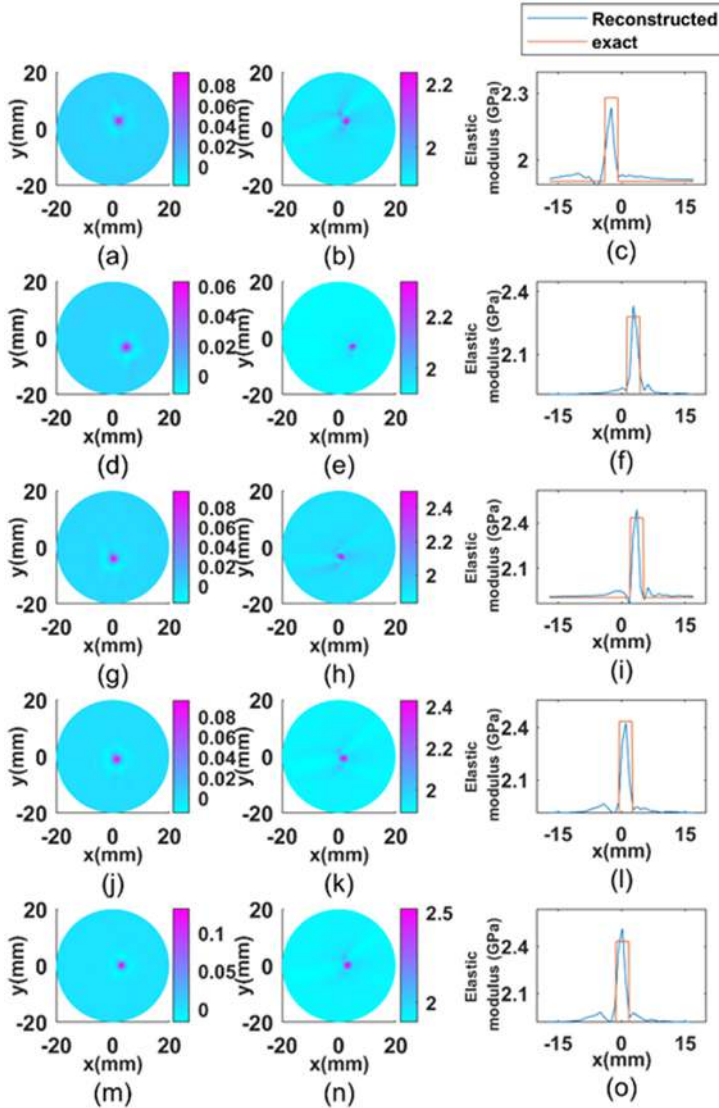 Reconstructed
exact
20
0
-20
y(mm)
-20 0 20
x(mm)
0.08
0.06
0.04
0.02
0
(a)
20
0
-20
y(mm)
-20 0 20
x(mm)
2.2
2
(b)
Elastic
modulus (GPa)
2.3
2
-15 0 15
x(mm)
(c)
20
0
-20
y(mm)
-20 0 20
x(mm)
0.06
0.04
0.02
0
(d)
20
0
-20
y(mm)
-20 0 20
x(mm)
2.2
2
(e)
Elastic
modulus (GPa)
2.4
2.1
-15 0 15
x(mm)
(f)
20
0
-20
y(mm)
-20 0 20
x(mm)
0.08
0.06
0.04
0.02
0
(g)
20
0
-20
y(mm)
-20 0 20
x(mm)
2.4
2.2
2
(h)
Elastic
modulus (GPa)
2.4
2.1
-15 0 15
x(mm)
(i)
20
0
-20
y(mm)
-20 0 20
x(mm)
0.08
0.06
0.04
0.02
0
(j)
20
0
-20
y(mm)
-20 0 20
x(mm)
2.4
2.2
2
(k)
Elastic
modulus (GPa)
2.4
2.1
-15 0 15
x(mm)
(l)
20
0
-20
y(mm)
-20 0 20
x(mm)
0.1
0.05
0
(m)
20
0
-20
y(mm)
-20 0 20
x(mm)
2.5
2
(n)
Elastic
modulus (GPa)
2.4
2.1
-15 0 15
x(mm)
(o)